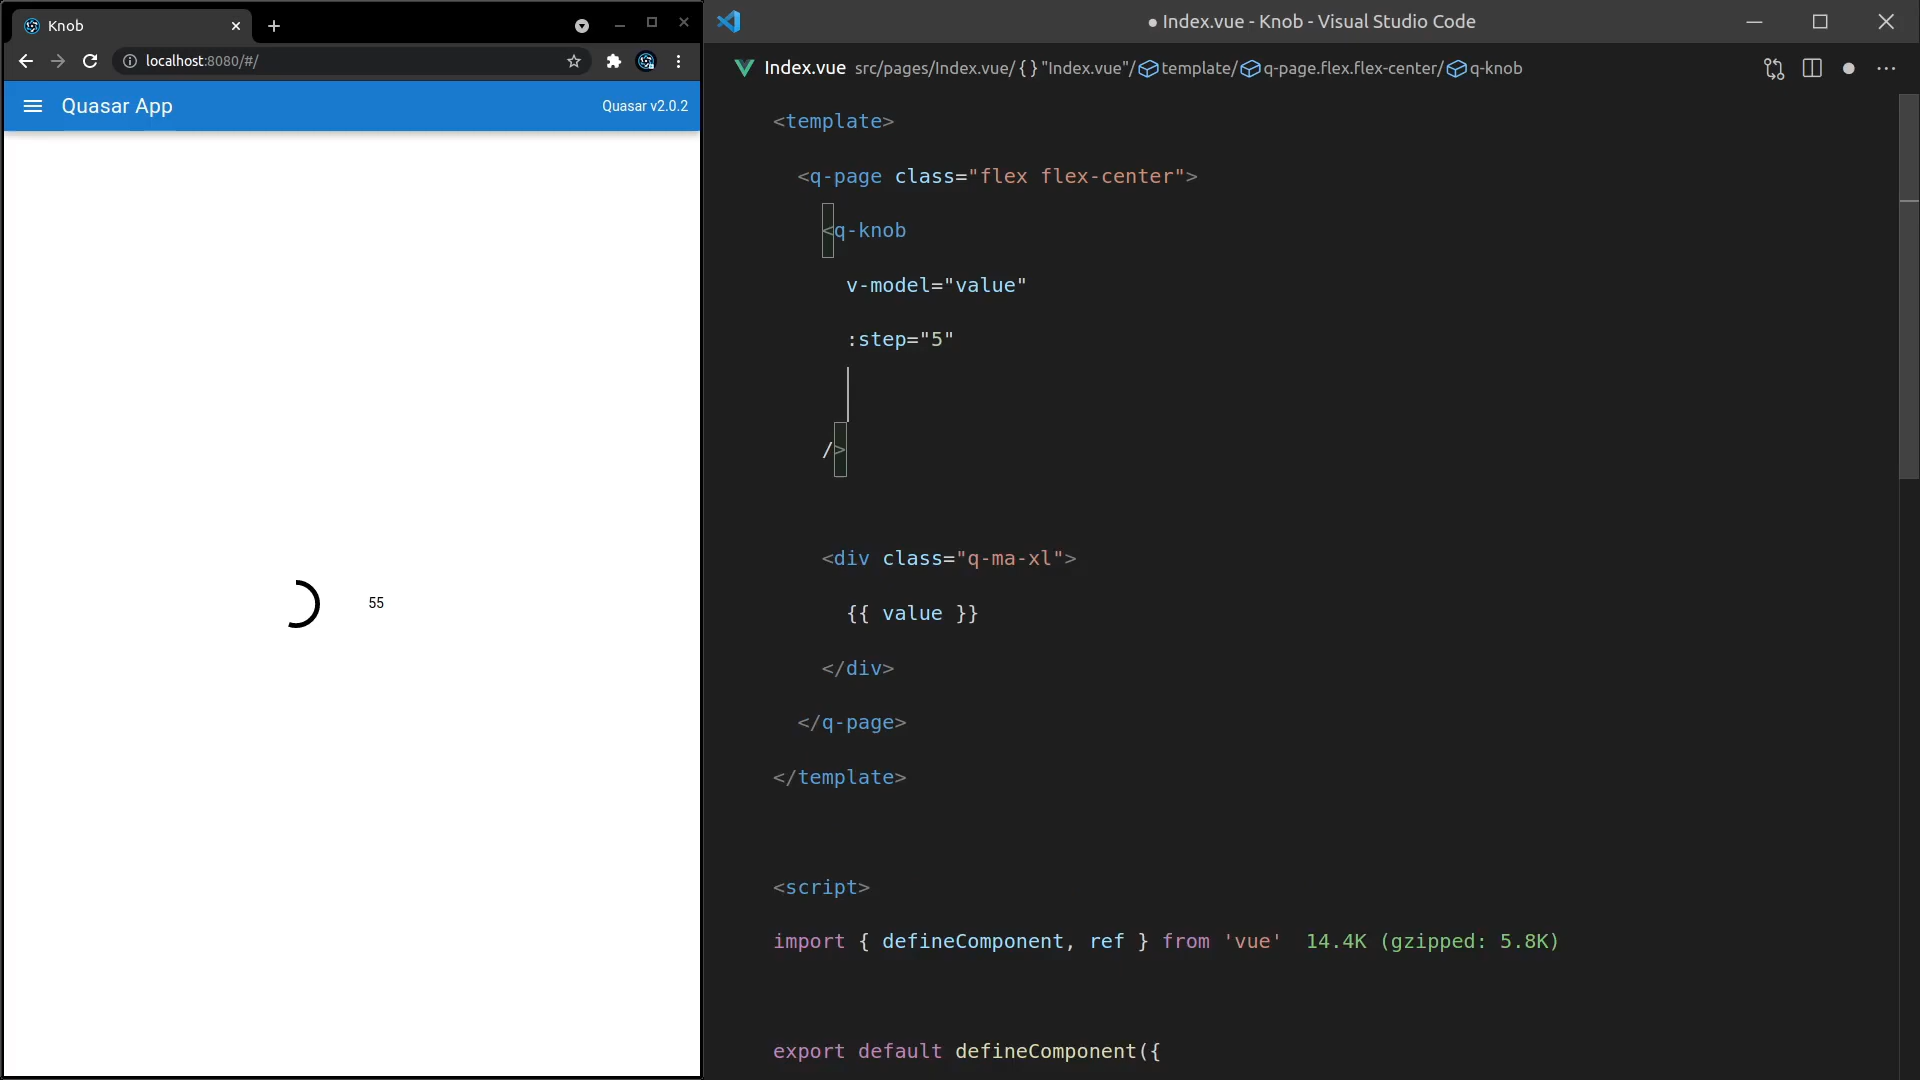 Knob
localhost:8080/#/
Quasar App
Quasar v2.0.2
55
● Index.vue - Knob - Visual Studio Code
Index.vue src/pages/Index.vue/{ } "Index.vue"/ template/ q-page.flex.flex-center/ q-knob
<template>
<q-page class="flex flex-center">
<q-knob
v-model="value"
:step="5"
/>
<div class="q-ma-xl">
{{ value }}
</div>
</q-page>
</template>
<script>
import { defineComponent, ref } from 'vue' 14.4K (gzipped: 5.8K)
export default defineComponent({